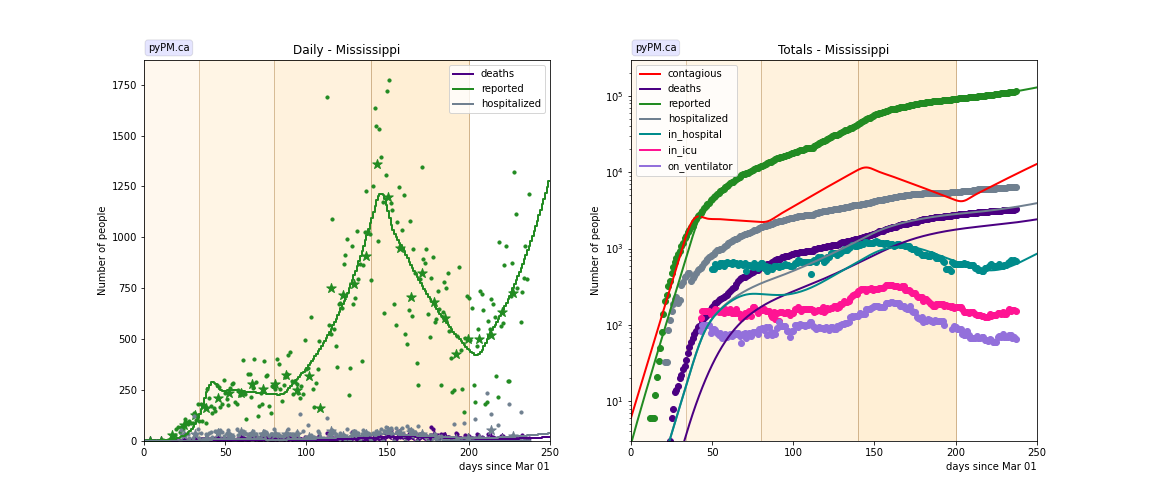 pyPM.ca
Daily - Mississippi
deaths
reported
hospitalized
Number of people
1750
1500
1250
1000
750
500
250
0
0 50 100 150 200 250
days since Mar 01
pyPM.ca
Totals - Mississippi
contagious
deaths
reported
hospitalized
in_hospital
in_icu
on_ventilator
Number of people
10^5
10^4
10^3
10^2
10^1
0 50 100 150 200 250
days since Mar 01